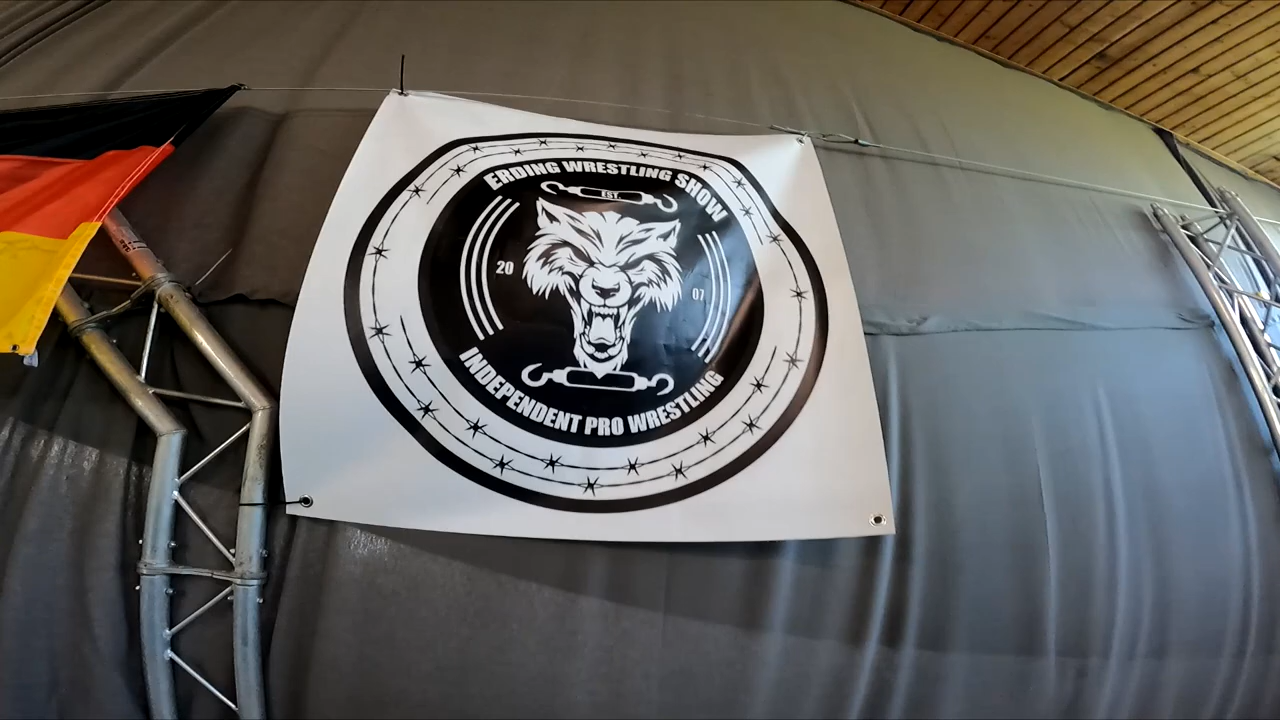 ERDING WRESTLING SHOW
EST.
20 07
INDEPENDENT PRO WRESTLING